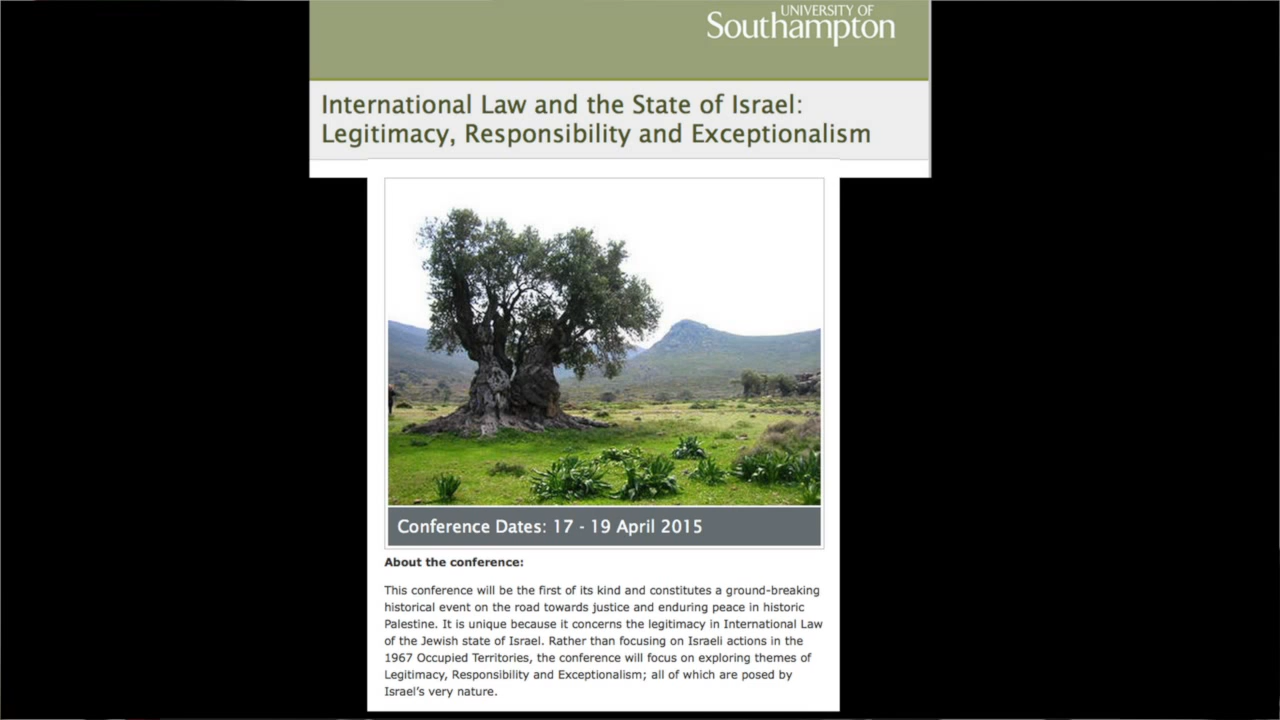 UNIVERSITY OF
Southampton
International Law and the State of Israel:
Legitimacy, Responsibility and Exceptionalism
Conference Dates: 17 - 19 April 2015
About the conference:
This conference will be the first of its kind and constitutes a ground-breaking
historical event on the road towards justice and enduring peace in historic
Palestine. It is unique because it concerns the legitimacy in International Law
of the Jewish state of Israel. Rather than focusing on Israeli actions in the
1967 Occupied Territories, the conference will focus on exploring themes of
Legitimacy, Responsibility and Exceptionalism; all of which are posed by
Israel's very nature.